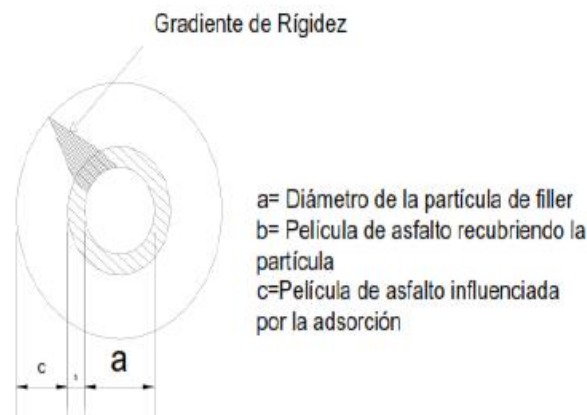 Gradiente de Rígidez
a= Diámetro de la partícula de filler
b= Película de asfalto recubriendo la
partícula
c=Película de asfalto influenciada
por la adsorción
c a